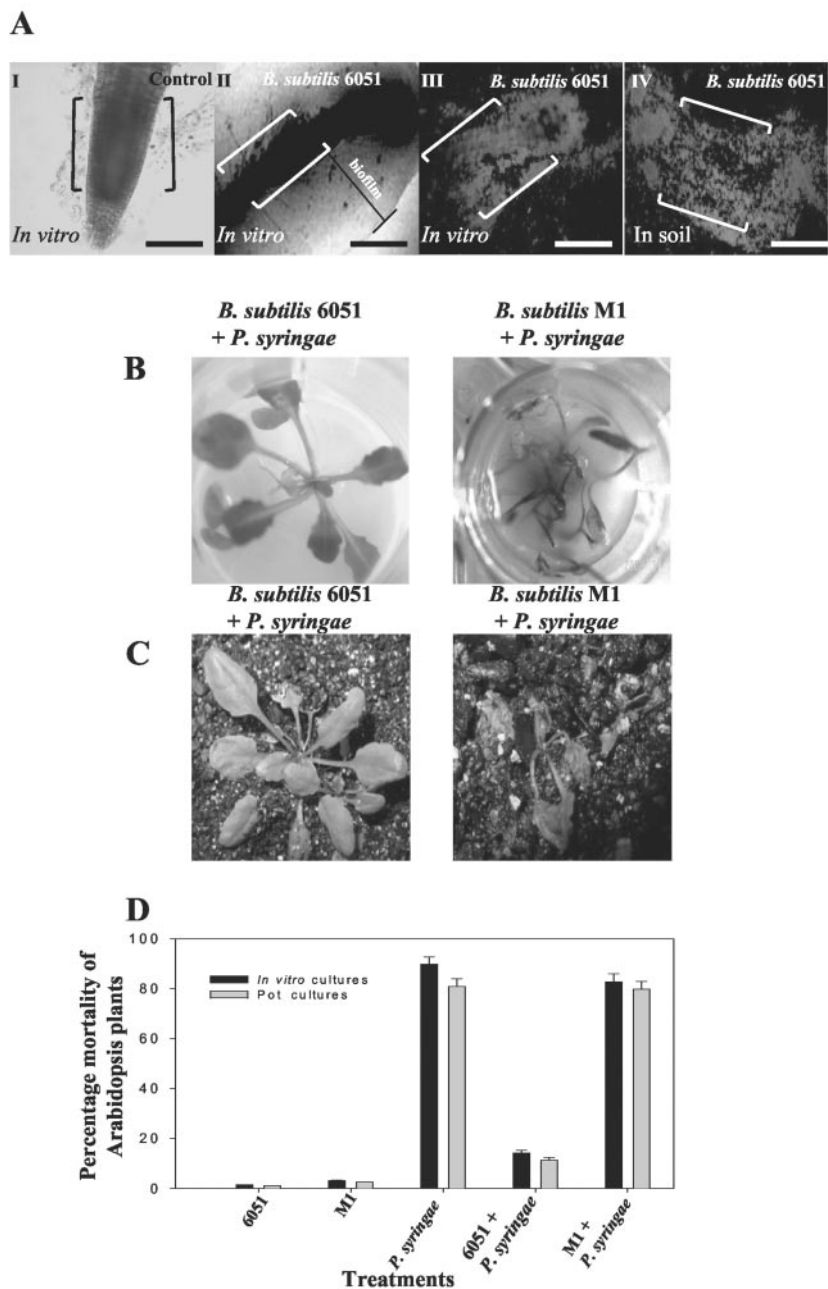 A
I
Control
In vitro
II
B. subtilis 6051
biofilm
In vitro
III
B. subtilis 6051
In vitro
IV
B. subtilis 6051
In soil
B
B. subtilis 6051
+ P. syringae
B. subtilis M1
+ P. syringae
C
B. subtilis 6051
+ P. syringae
B. subtilis M1
+ P. syringae
D
Percentage mortality of
Arabidopsis plants
100
80
60
40
20
0
In vitro cultures
Pot cultures
6051
M1
P. syringae
6051 +
P. syringae
M1 +
P. syringae
Treatments